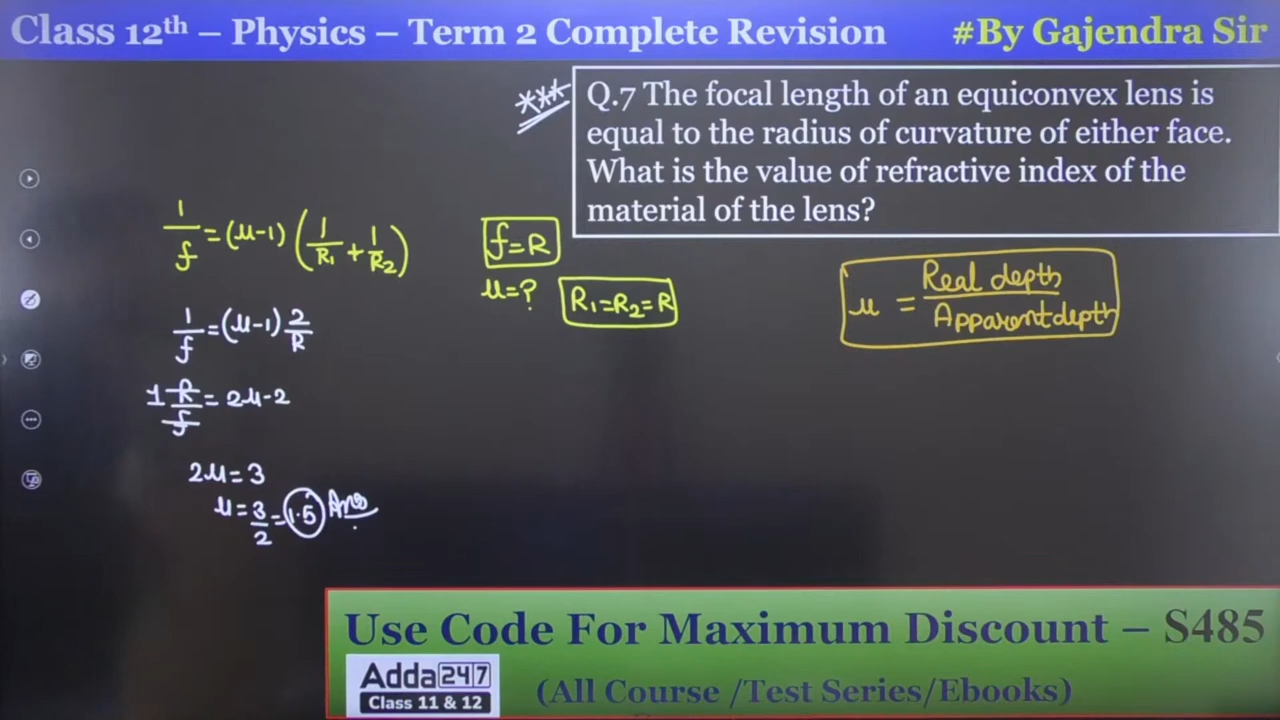 Class 12th – Physics – Term 2 Complete Revision #By Gajendra Sir
*** Q.7 The focal length of an equiconvex lens is
equal to the radius of curvature of either face.
What is the value of refractive index of the
material of the lens?
1/f = (μ-1) (1/R₁ + 1/R₂)
f=R
μ=? R₁=R₂=R
μ = Real depth / Apparent depth
1/f = (μ-1) 2/R
1 R/f = 2μ-2
2μ = 3
μ = 3/2 = 1.5 Ans
Use Code For Maximum Discount – S485
Adda247
Class 11 & 12
(All Course /Test Series/Ebooks)